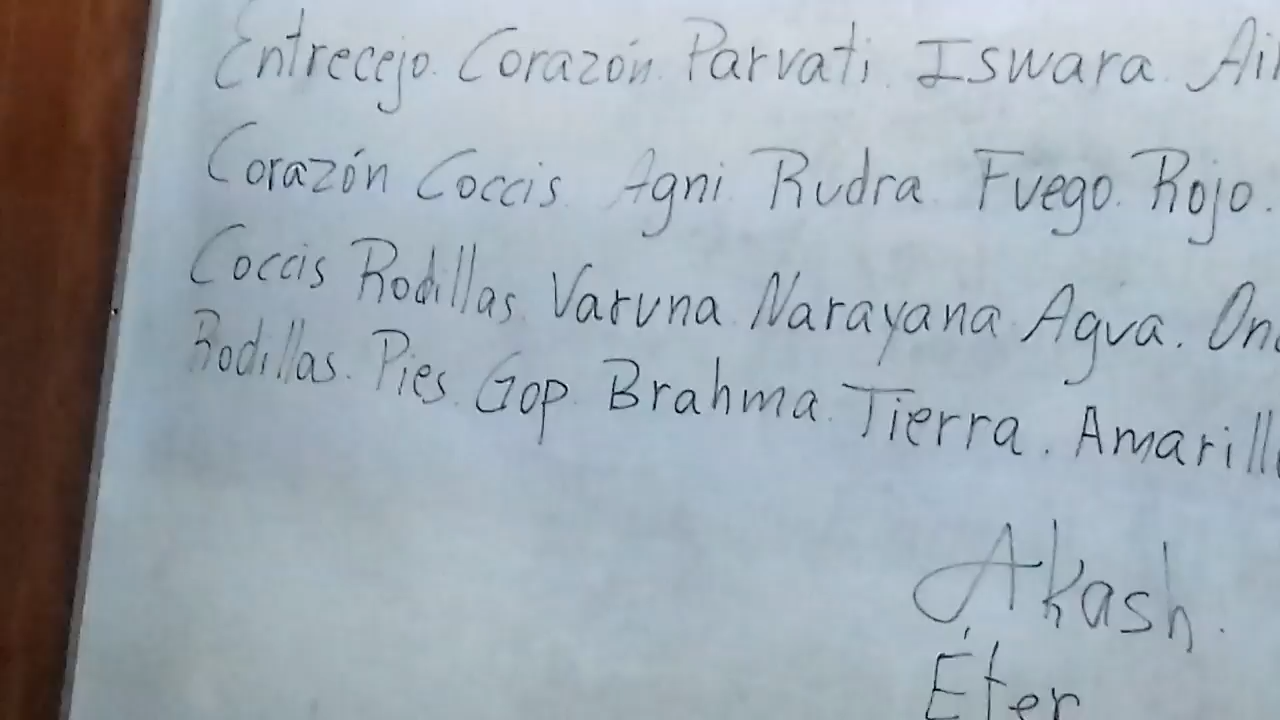 Entrecejo. Corazón. Parvati. Iswara. Air
Corazón Coccis. Agni. Rudra. Fuego. Rojo.
Coccis Rodillas. Varuna. Narayana. Agua. On
Rodillas. Pies. Gop. Brahma. Tierra. Amarill
Akash.
Éter